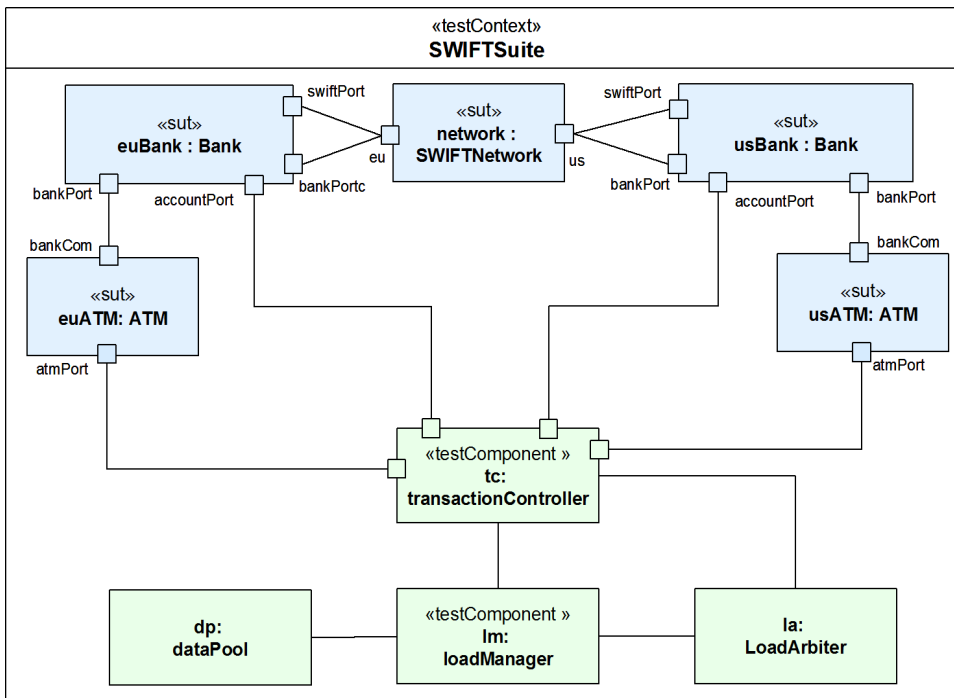 «testContext»
SWIFTSuite
swiftPort
swiftPort
«sut»
euBank : Bank
«sut»
network :
SWIFTNetwork
«sut»
usBank : Bank
eu
us
bankPort
accountPort
bankPortc
bankPort
accountPort
bankPort
bankCom
bankCom
«sut»
euATM: ATM
«sut»
usATM: ATM
atmPort
atmPort
«testComponent »
tc:
transactionController
dp:
dataPool
«testComponent »
lm:
loadManager
la:
LoadArbiter